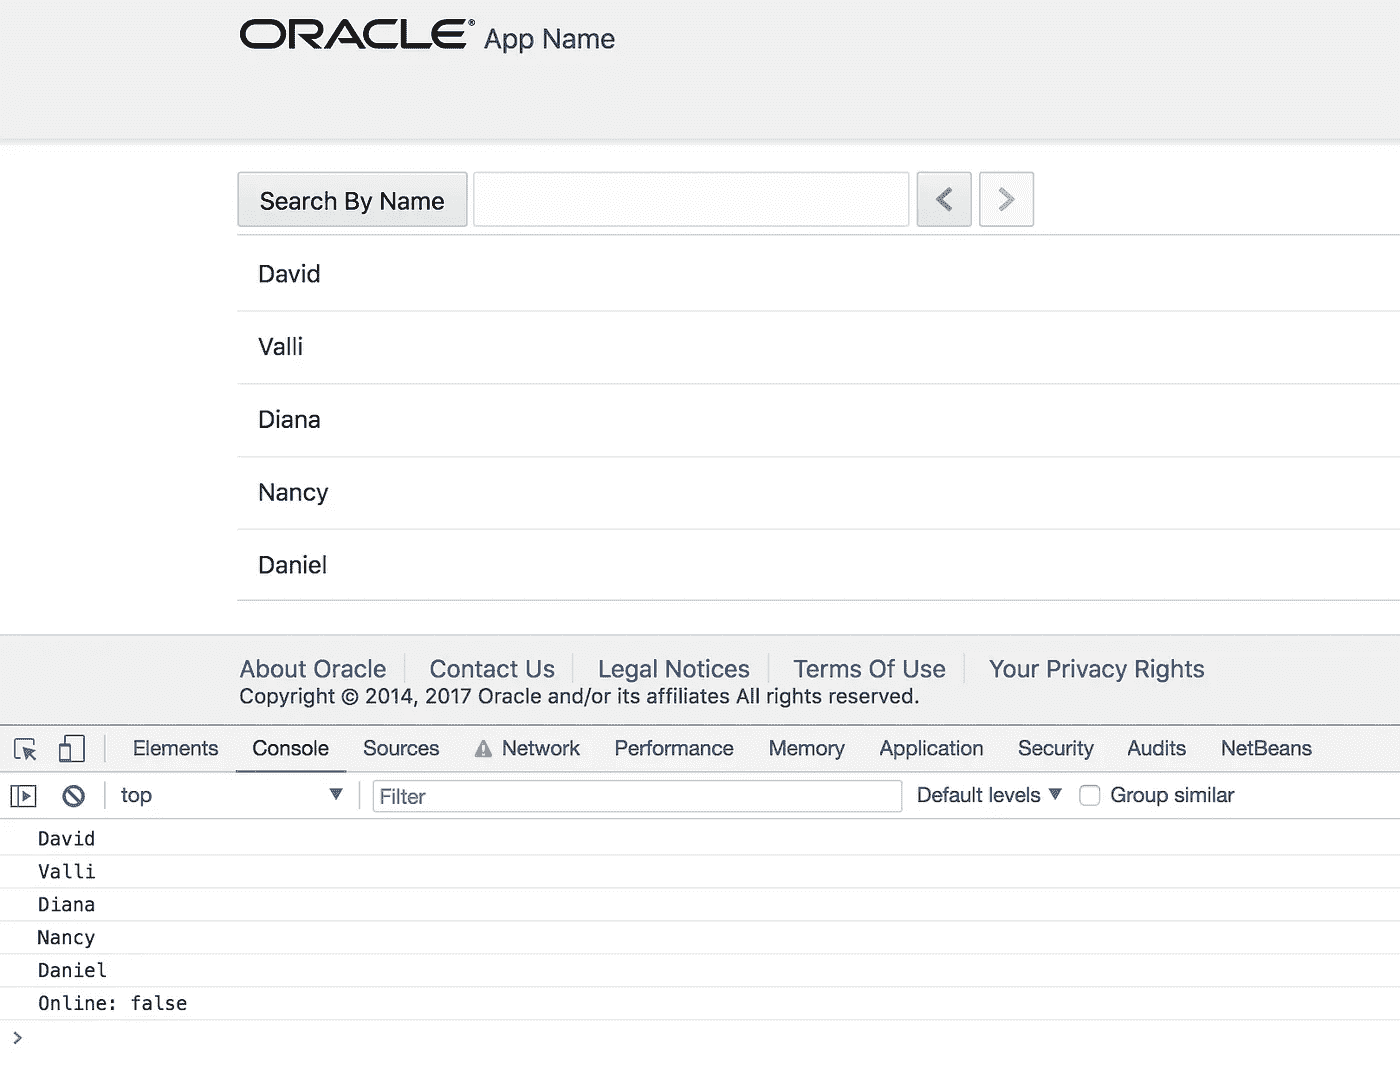 ORACLE® App Name
Search By Name
David
Valli
Diana
Nancy
Daniel
About Oracle Contact Us Legal Notices Terms Of Use Your Privacy Rights
Copyright © 2014, 2017 Oracle and/or its affiliates All rights reserved.
Elements Console Sources Network Performance Memory Application Security Audits NetBeans
top Filter Default levels Group similar
David
Valli
Diana
Nancy
Daniel
Online: false